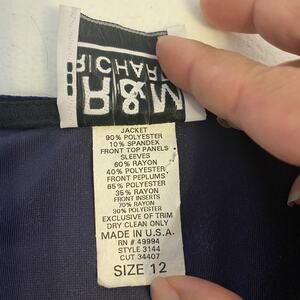 R&M
RICHAR
JACKET
90% POLYESTER
10% SPANDEX
FRONT TOP PANELS
SLEEVES
60% RAYON
40% POLYESTER
FRONT PEPLUMS
65% POLYESTER
35% RAYON
FRONT INSERTS
70% RAYON
30% POLYESTER
EXCLUSIVE OF TRIM
DRY CLEAN ONLY
MADE IN U.S.A.
RN # 49994
STYLE 3144
CUT 34407
SIZE 12